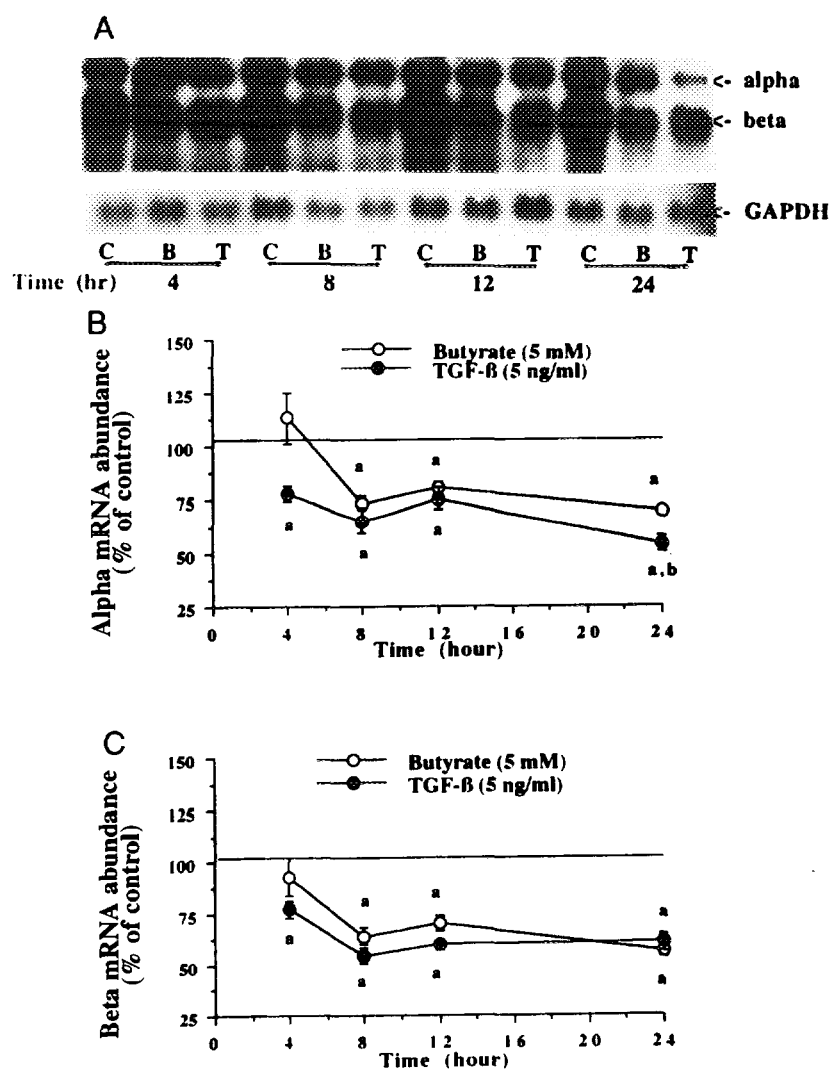 A
<- alpha
<- beta
<- GAPDH
C B T C B T C B T C B T
Time (hr) 4 8 12 24
B
150
125
100
75
50
25
Alpha mRNA abundance
(% of control)
Butyrate (5 mM)
TGF-ß (5 ng/ml)
a a a
a a a a,b
0 4 8 12 16 20 24
Time (hour)
C
150
125
100
75
50
25
Beta mRNA abundance
(% of control)
Butyrate (5 mM)
TGF-ß (5 ng/ml)
a a a
a a a a
0 4 8 12 16 20 24
Time (hour)